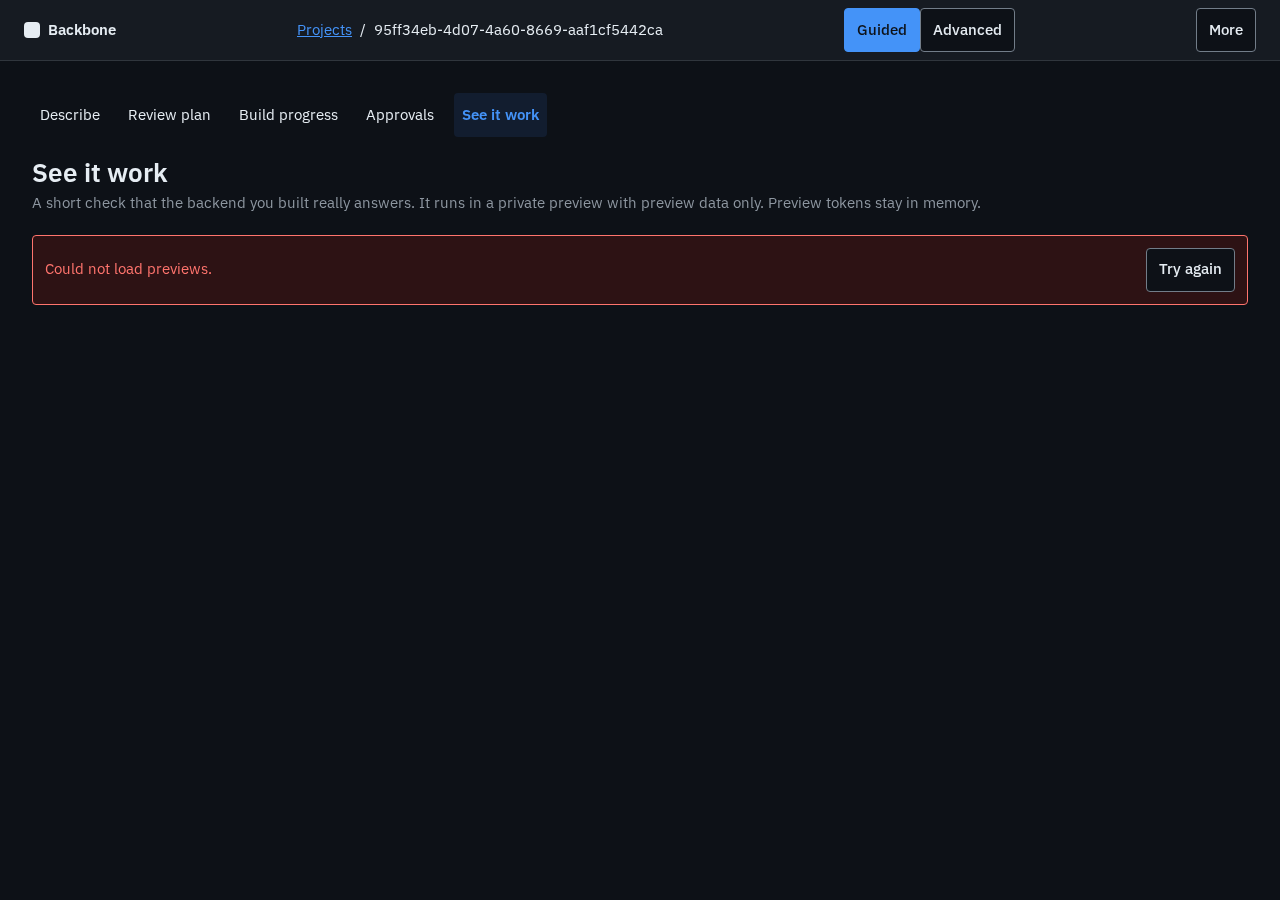 Backbone
Projects / 95ff34eb-4d07-4a60-8669-aaf1cf5442ca
Guided
Advanced
More
Describe
Review plan
Build progress
Approvals
See it work
See it work
A short check that the backend you built really answers. It runs in a private preview with preview data only. Preview tokens stay in memory.
Could not load previews.
Try again